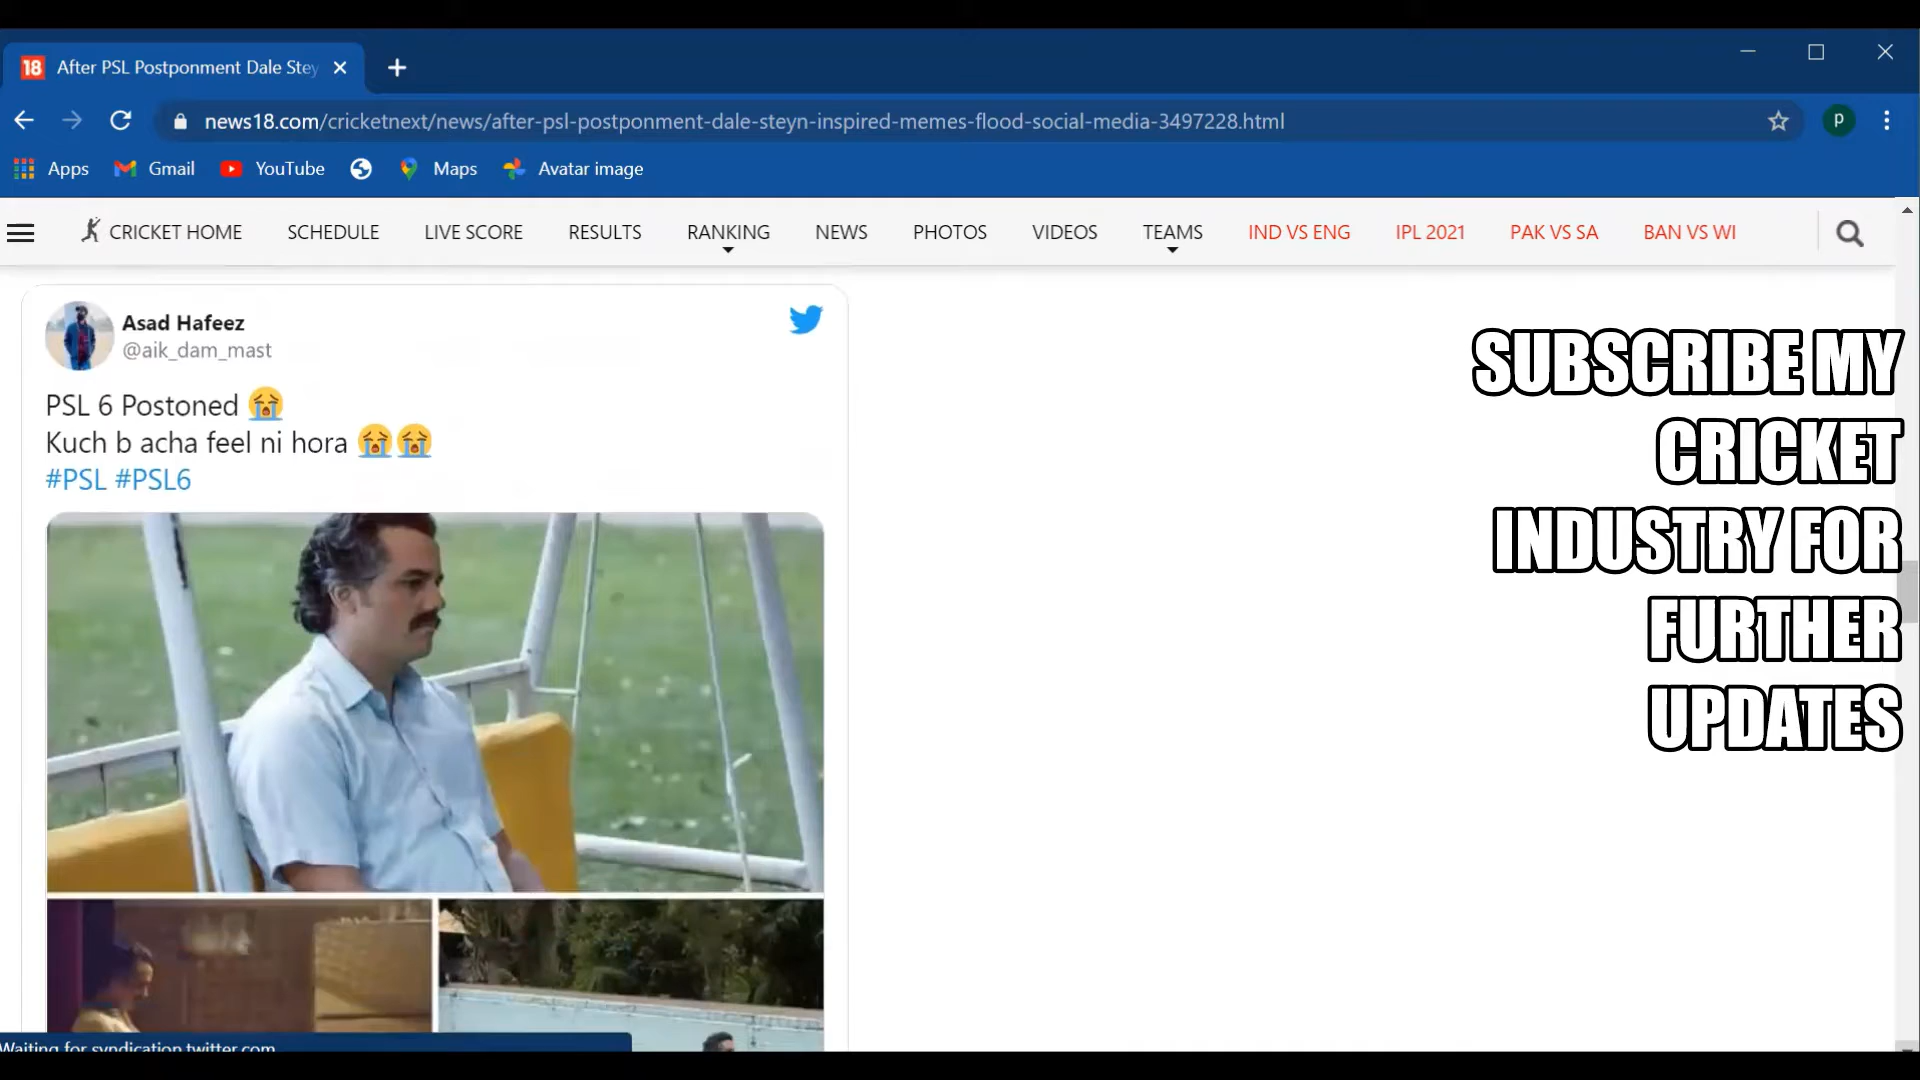 18 After PSL Postponment Dale Stey
news18.com/cricketnext/news/after-psl-postponment-dale-steyn-inspired-memes-flood-social-media-3497228.html
p
Apps Gmail YouTube Maps Avatar image
CRICKET HOME SCHEDULE LIVE SCORE RESULTS RANKING NEWS PHOTOS VIDEOS TEAMS IND VS ENG IPL 2021 PAK VS SA BAN VS WI
Asad Hafeez
@aik_dam_mast
PSL 6 Postoned 😭
Kuch b acha feel ni hora 😭😭
#PSL #PSL6
SUBSCRIBE MY
CRICKET
INDUSTRY FOR
FURTHER
UPDATES
Waiting for syndication.twitter.com